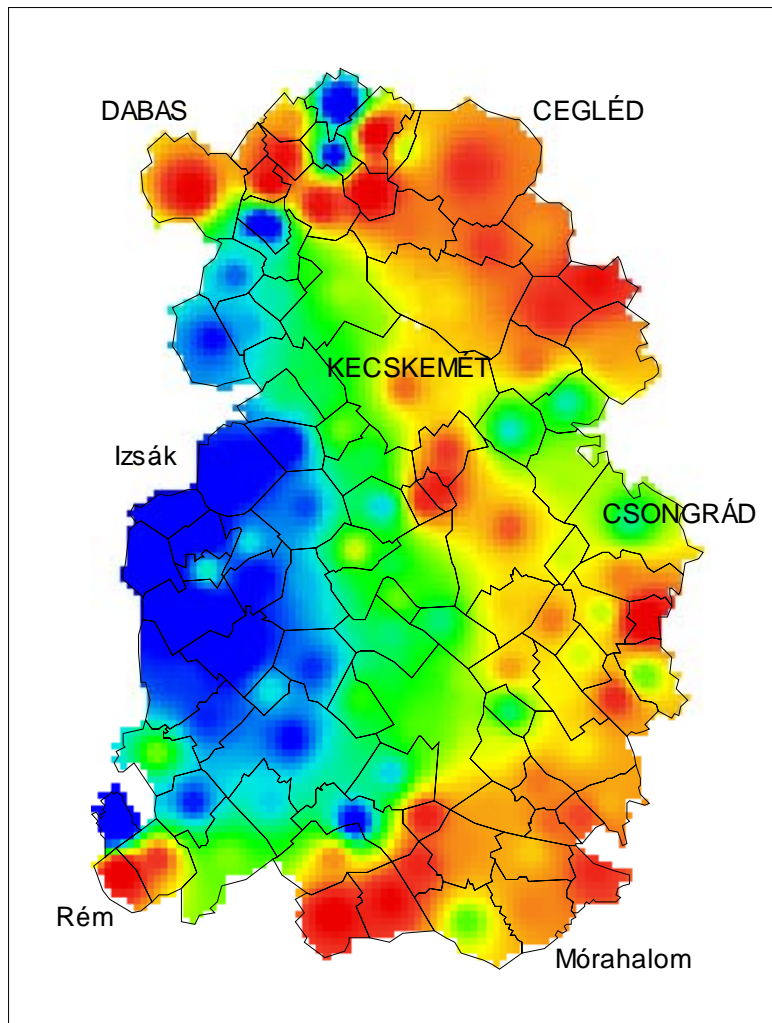 DABAS
CEGLÉD
KECSKEMÉT
Izsák
CSONGRÁD
Rém
Mórahalom